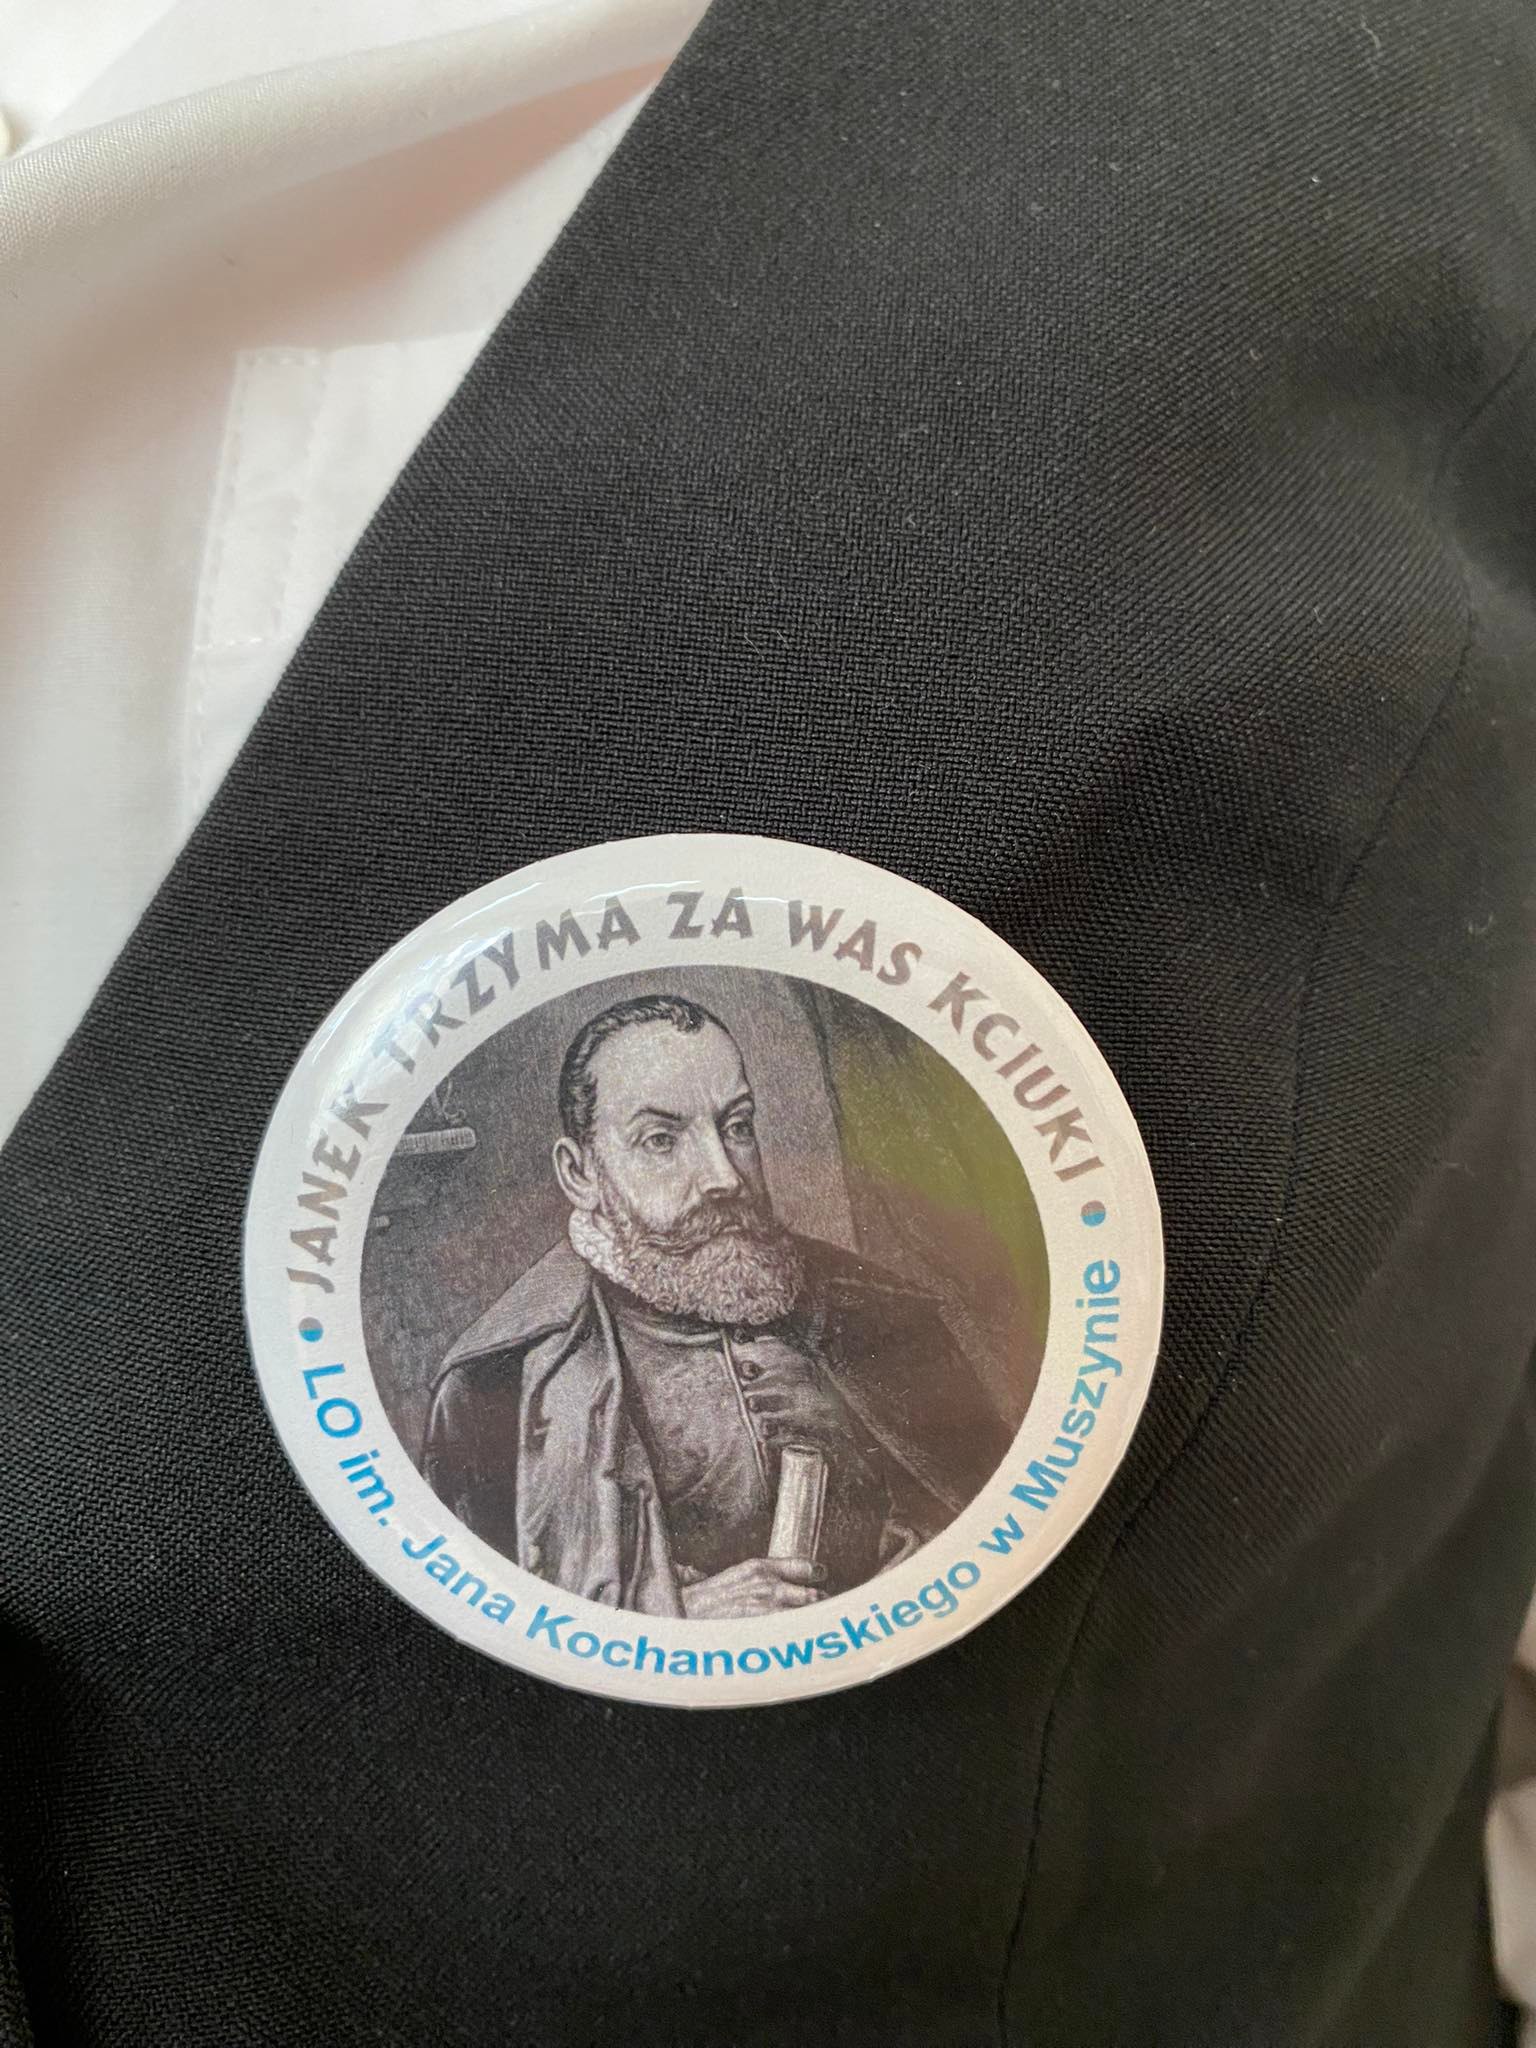 JANEK TRZYMA ZA WAS KCIUKI
LO im. Jana Kochanowskiego w Muszynie